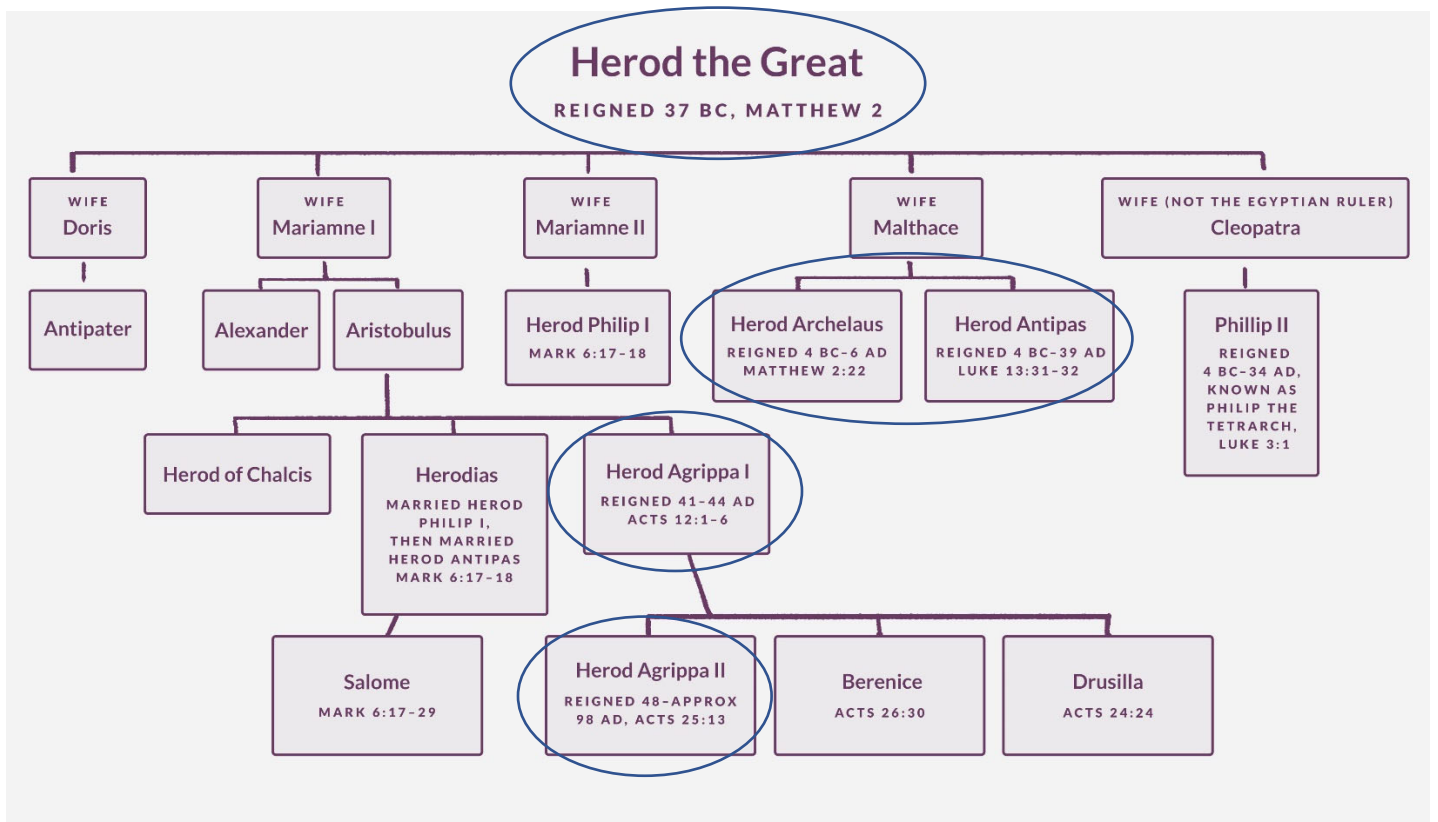 Herod the Great
REIGNED 37 BC, MATTHEW 2
WIFE
Doris
WIFE
Mariamne I
WIFE
Mariamne II
WIFE
Malthace
WIFE (NOT THE EGYPTIAN RULER)
Cleopatra
Antipater
Alexander
Aristobulus
Herod Philip I
MARK 6:17–18
Herod Archelaus
REIGNED 4 BC–6 AD
MATTHEW 2:22
Herod Antipas
REIGNED 4 BC–39 AD
LUKE 13:31–32
Phillip II
REIGNED
4 BC–34 AD,
KNOWN AS
PHILIP THE
TETRARCH,
LUKE 3:1
Herod of Chalcis
Herodias
MARRIED HEROD
PHILIP I,
THEN MARRIED
HEROD ANTIPAS
MARK 6:17–18
Herod Agrippa I
REIGNED 41–44 AD
ACTS 12:1–6
Salome
MARK 6:17–29
Herod Agrippa II
REIGNED 48–APPROX
98 AD, ACTS 25:13
Berenice
ACTS 26:30
Drusilla
ACTS 24:24